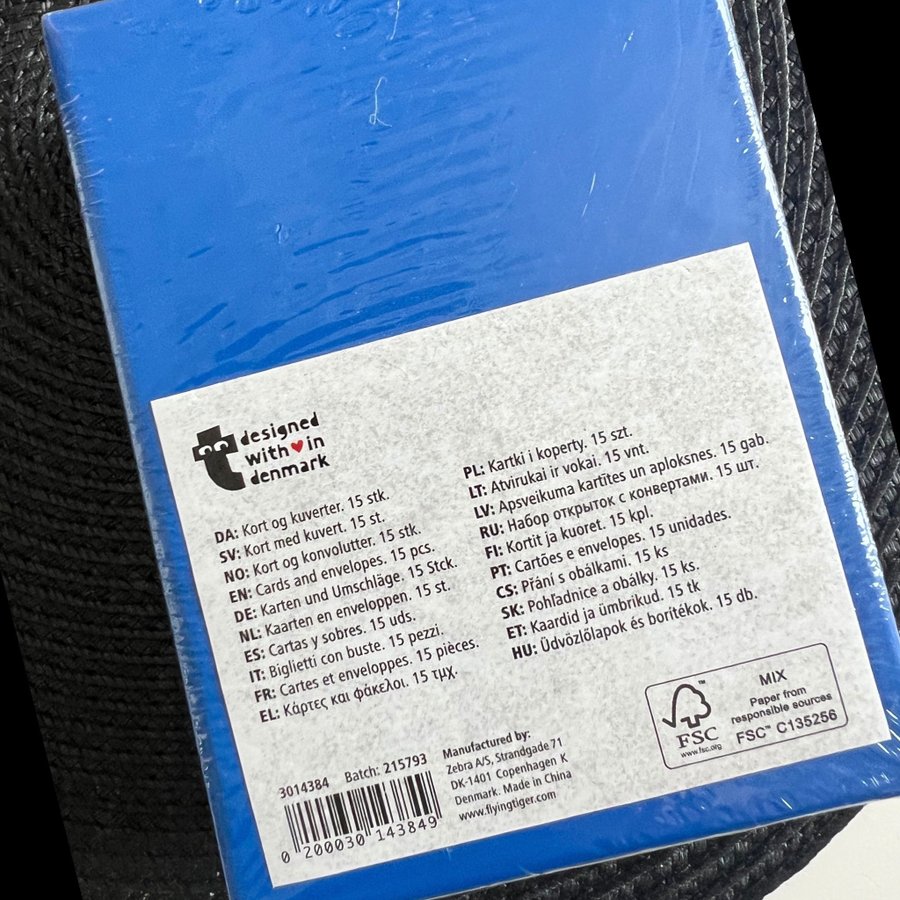 designed
with in
denmark
DA: Kort og kuverter. 15 stk.
SV: Kort med kuvert. 15 st.
NO: Kort og konvolutter. 15 stk.
EN: Cards and envelopes. 15 pcs.
DE: Karten und Umschläge. 15 Stck.
NL: Kaarten en enveloppen. 15 st.
ES: Cartas y sobres. 15 uds.
IT: Biglietti con buste. 15 pezzi.
FR: Cartes et enveloppes. 15 pièces.
EL: Κάρτες και φάκελοι. 15 τμχ.
PL: Kartki i koperty. 15 szt.
LT: Atvirukai ir vokai. 15 vnt.
LV: Apsveikuma kartītes un aploksnes. 15 gab.
RU: Набор открыток с конвертами. 15 шт.
FI: Kortit ja kuoret. 15 kpl.
PT: Cartões e envelopes. 15 unidades.
CS: Přání s obálkami. 15 ks
SK: Pohľadnice a obálky. 15 ks.
ET: Kaardid ja ümbrikud. 15 tk
HU: Üdvözlőlapok és borítékok. 15 db.
3014384 Batch: 215793
0 200030 143849
Manufactured by:
Zebra A/S, Strandgade 71
DK-1401 Copenhagen K
Denmark. Made in China
www.flyingtiger.com
FSC
www.fsc.org
MIX
Paper from
responsible sources
FSC™ C135256